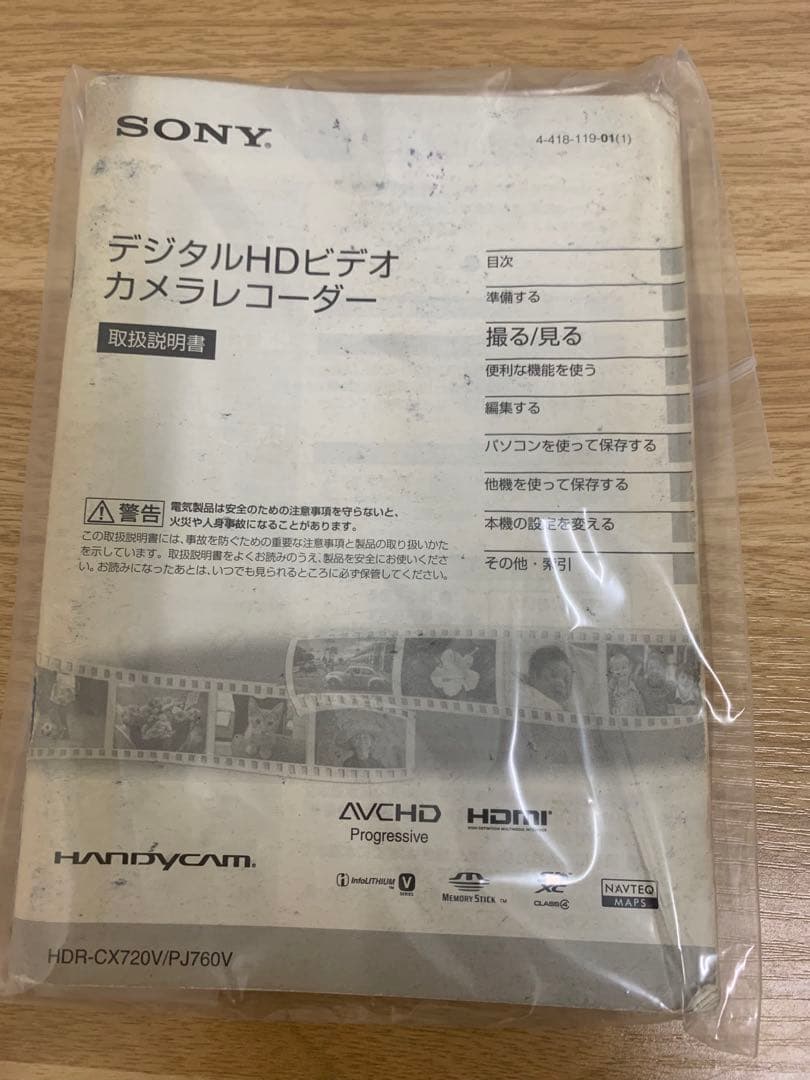 SONY®
4-418-119-01(1)
デジタルHDビデオ
カメラレコーダー
取扱説明書
目次
準備する
撮る/見る
便利な機能を使う
編集する
パソコンを使って保存する
他機を使って保存する
本機の設定を変える
その他・索引
警告
電気製品は安全のための注意事項を守らないと、
火災や人身事故になることがあります。
この取扱説明書には、事故を防ぐための重要な注意事項と製品の取り扱いかた
を示しています。取扱説明書をよくお読みのうえ、製品を安全にお使いくださ
い。お読みになったあとは、いつでも見られるところに必ず保管してください。
AVCHD
Progressive
HDMI
HIGH-DEFINITION MULTIMEDIA INTERFACE
HANDYCAM®
InfoLITHIUM™ V SERIES
MEMORY STICK™
XC
CLASS4
NAVTEQ
MAPS
HDR-CX720V/PJ760V